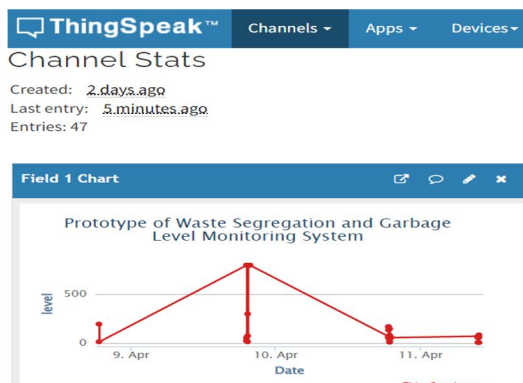 ThingSpeak™ Channels Apps Devices
Channel Stats
Created: 2 days ago
Last entry: 5 minutes ago
Entries: 47
Field 1 Chart
Prototype of Waste Segregation and Garbage
Level Monitoring System
level
500
0
9. Apr 10. Apr 11. Apr
Date